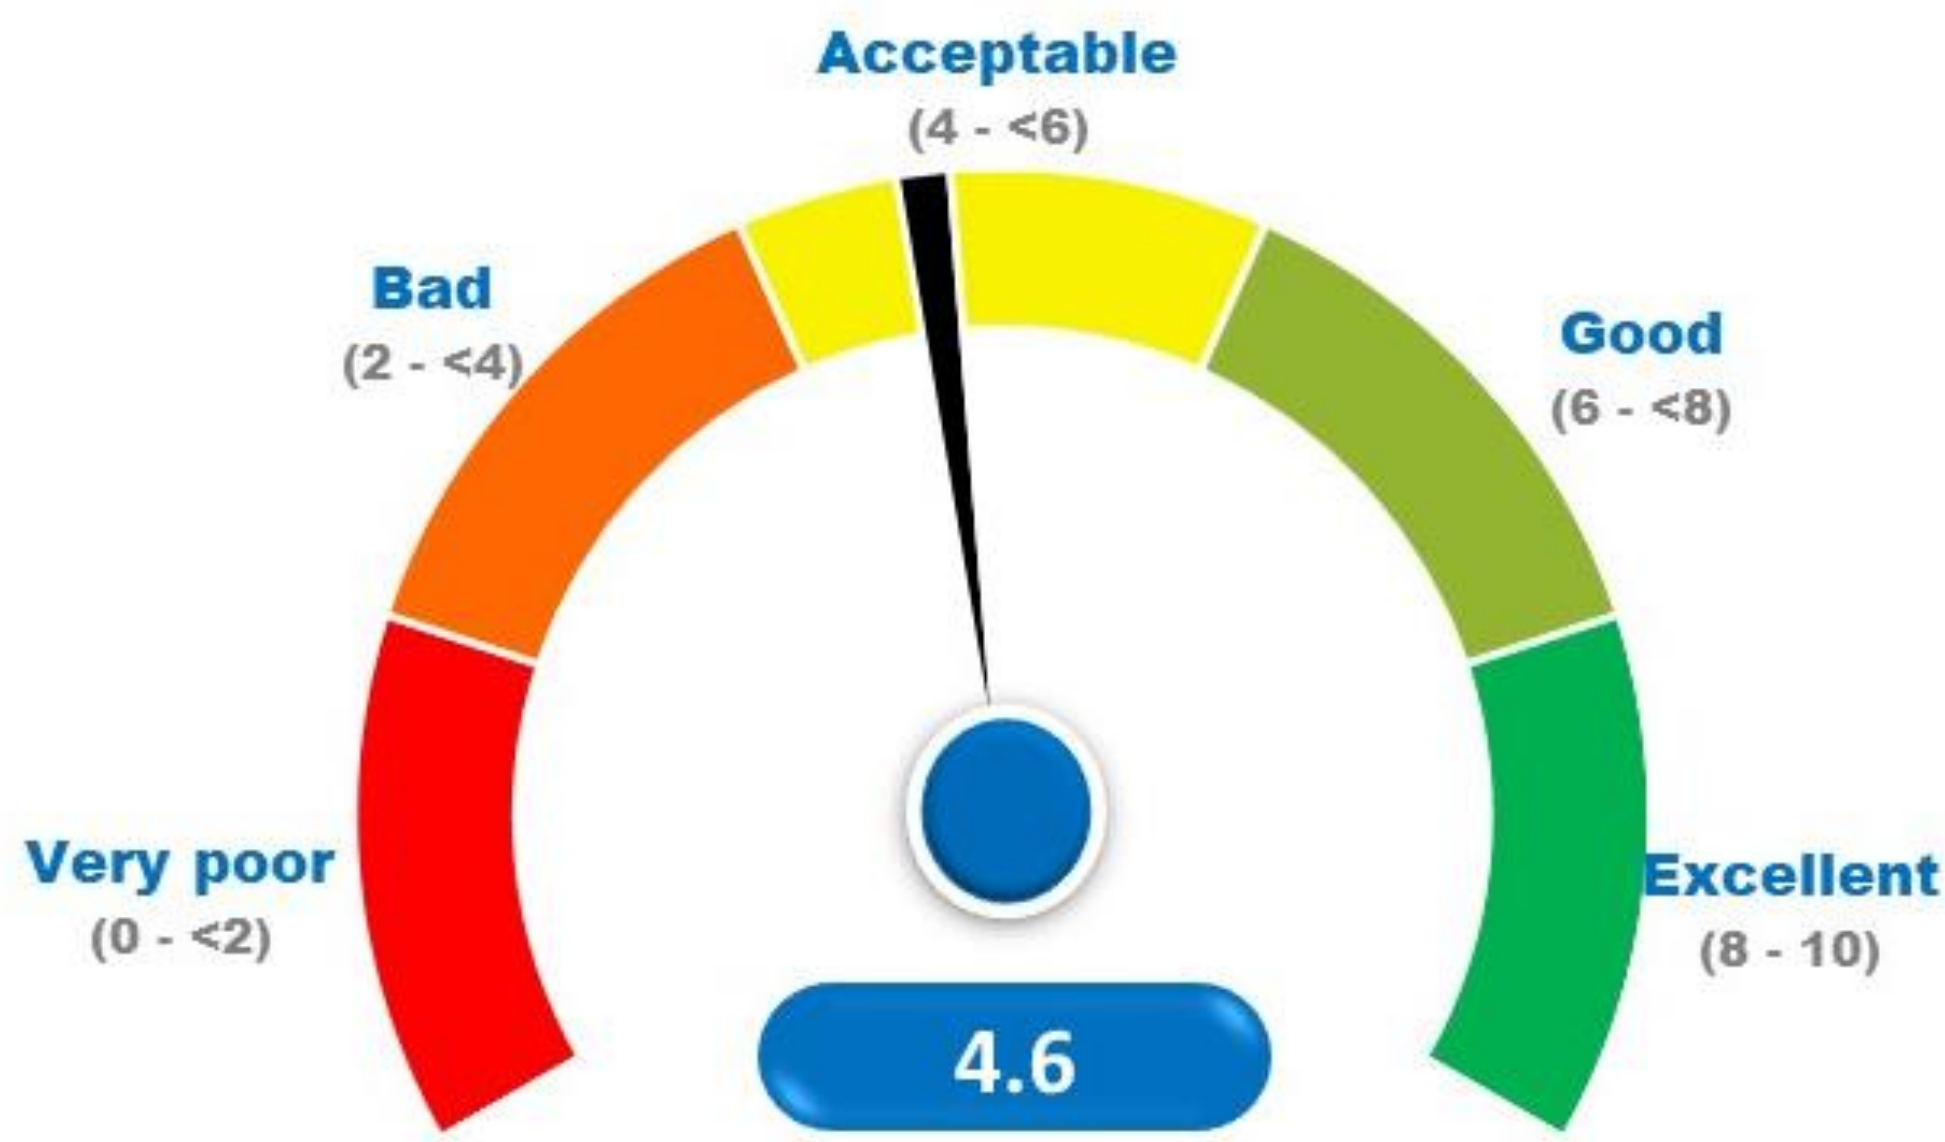 Acceptable
(4 - <6)
Bad
(2 - <4)
Good
(6 - <8)
Very poor
(0 - <2)
Excellent
(8 - 10)
4.6